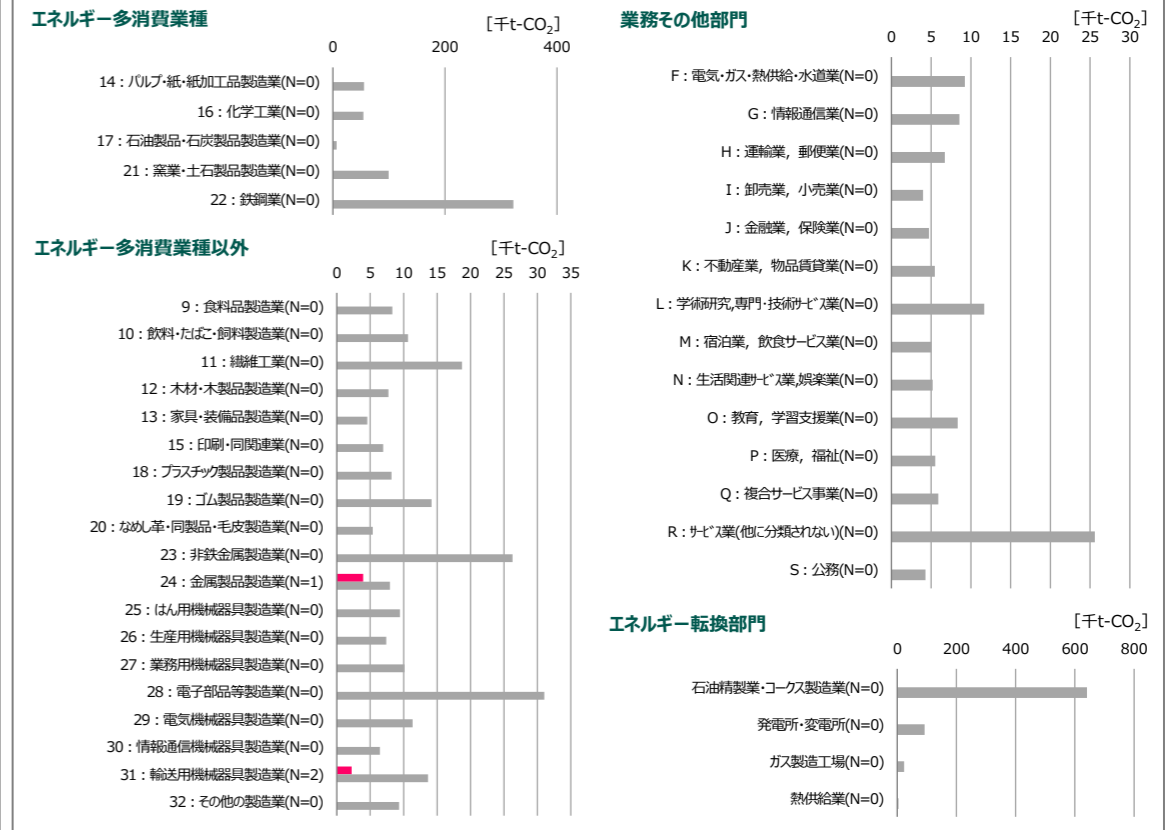 エネルギー多消費業種
[千t-CO₂]
0 200 400
14：パルプ・紙・紙加工品製造業(N=0)
16：化学工業(N=0)
17：石油製品・石炭製品製造業(N=0)
21：窯業・土石製品製造業(N=0)
22：鉄鋼業(N=0)
エネルギー多消費業種以外
[千t-CO₂]
0 5 10 15 20 25 30 35
9：食料品製造業(N=0)
10：飲料・たばこ・飼料製造業(N=0)
11：繊維工業(N=0)
12：木材・木製品製造業(N=0)
13：家具・装備品製造業(N=0)
15：印刷・同関連業(N=0)
18：プラスチック製品製造業(N=0)
19：ゴム製品製造業(N=0)
20：なめし革・同製品・毛皮製造業(N=0)
23：非鉄金属製造業(N=0)
24：金属製品製造業(N=1)
25：はん用機械器具製造業(N=0)
26：生産用機械器具製造業(N=0)
27：業務用機械器具製造業(N=0)
28：電子部品等製造業(N=0)
29：電気機械器具製造業(N=0)
30：情報通信機械器具製造業(N=0)
31：輸送用機械器具製造業(N=2)
32：その他の製造業(N=0)
業務その他部門
[千t-CO₂]
0 5 10 15 20 25 30
F：電気・ガス・熱供給・水道業(N=0)
G：情報通信業(N=0)
H：運輸業，郵便業(N=0)
I：卸売業，小売業(N=0)
J：金融業，保険業(N=0)
K：不動産業，物品賃貸業(N=0)
L：学術研究,専門・技術ｻｰﾋﾞｽ業(N=0)
M：宿泊業，飲食サービス業(N=0)
N：生活関連ｻｰﾋﾞｽ業,娯楽業(N=0)
O：教育，学習支援業(N=0)
P：医療，福祉(N=0)
Q：複合サービス事業(N=0)
R：ｻｰﾋﾞｽ業(他に分類されない)(N=0)
S：公務(N=0)
エネルギー転換部門
[千t-CO₂]
0 200 400 600 800
石油精製業・コークス製造業(N=0)
発電所・変電所(N=0)
ガス製造工場(N=0)
熱供給業(N=0)